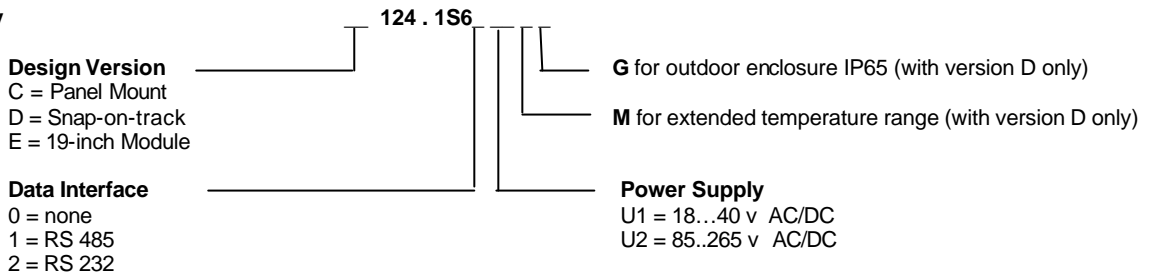 __ 124 . 1S6_ __ _ _
Design Version
C = Panel Mount
D = Snap-on-track
E = 19-inch Module
G for outdoor enclosure IP65 (with version D only)
M for extended temperature range (with version D only)
Data Interface
0 = none
1 = RS 485
2 = RS 232
Power Supply
U1 = 18…40 v AC/DC
U2 = 85..265 v AC/DC